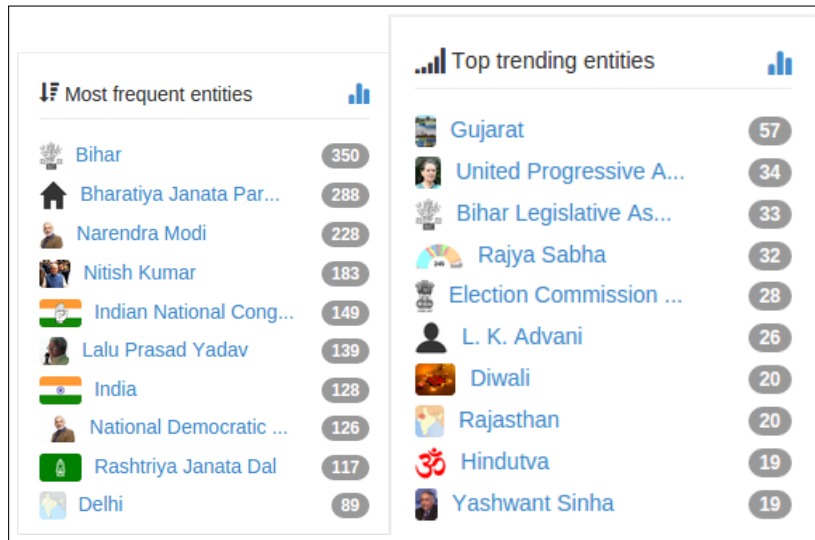 Most frequent entities
Bihar 350
Bharatiya Janata Par... 288
Narendra Modi 228
Nitish Kumar 183
Indian National Cong... 149
Lalu Prasad Yadav 139
India 128
National Democratic ... 126
Rashtriya Janata Dal 117
Delhi 89
Top trending entities
Gujarat 57
United Progressive A... 34
Bihar Legislative As... 33
Rajya Sabha 32
Election Commission ... 28
L. K. Advani 26
Diwali 20
Rajasthan 20
Hindutva 19
Yashwant Sinha 19